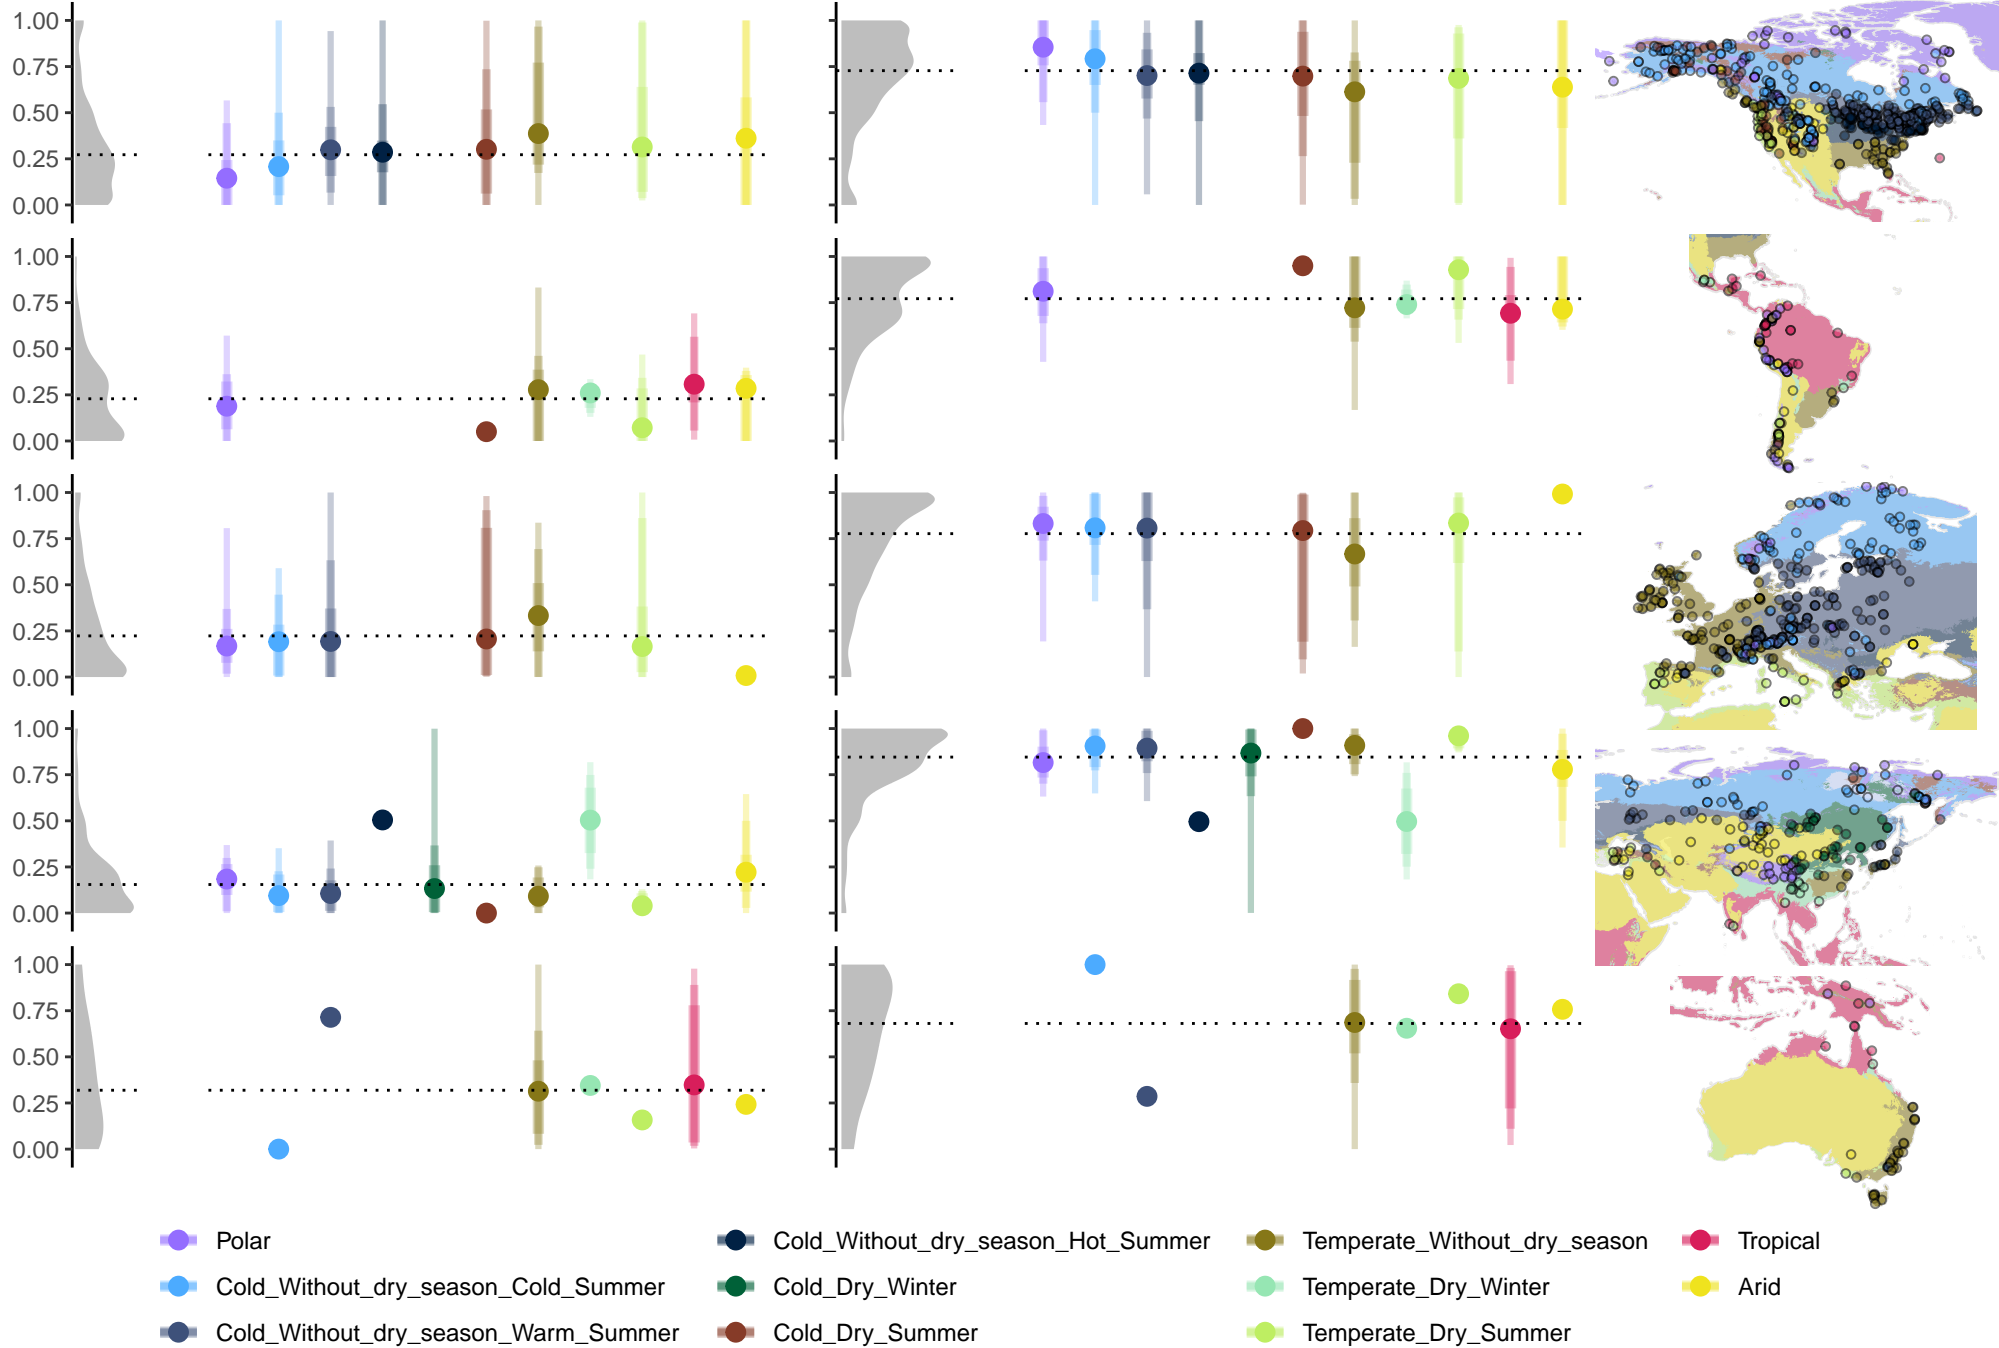 1.00
0.75
0.50
0.25
0.00
1.00
0.75
0.50
0.25
0.00
1.00
0.75
0.50
0.25
0.00
1.00
0.75
0.50
0.25
0.00
1.00
0.75
0.50
0.25
0.00
Polar
Cold_Without_dry_season_Cold_Summer
Cold_Without_dry_season_Warm_Summer
Cold_Without_dry_season_Hot_Summer
Cold_Dry_Winter
Cold_Dry_Summer
Temperate_Without_dry_season
Temperate_Dry_Winter
Temperate_Dry_Summer
Tropical
Arid